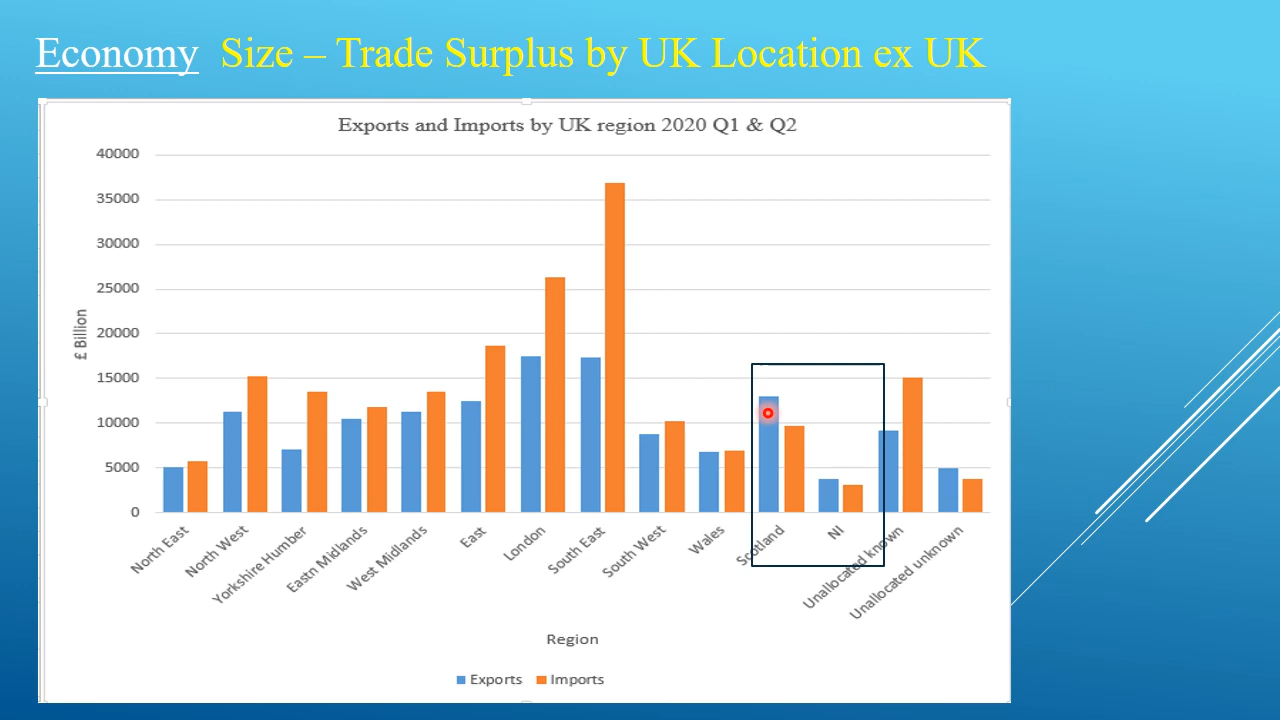 Economy Size – Trade Surplus by UK Location ex UK
Exports and Imports by UK region 2020 Q1 & Q2
40000
35000
30000
25000
20000
15000
10000
5000
0
£ Billion
North East
North West
Yorkshire Humber
Eastn Midlands
West Midlands
East
London
South East
South West
Wales
Scotland
NI
Unallocated known
Unallocated unknown
Region
Exports Imports